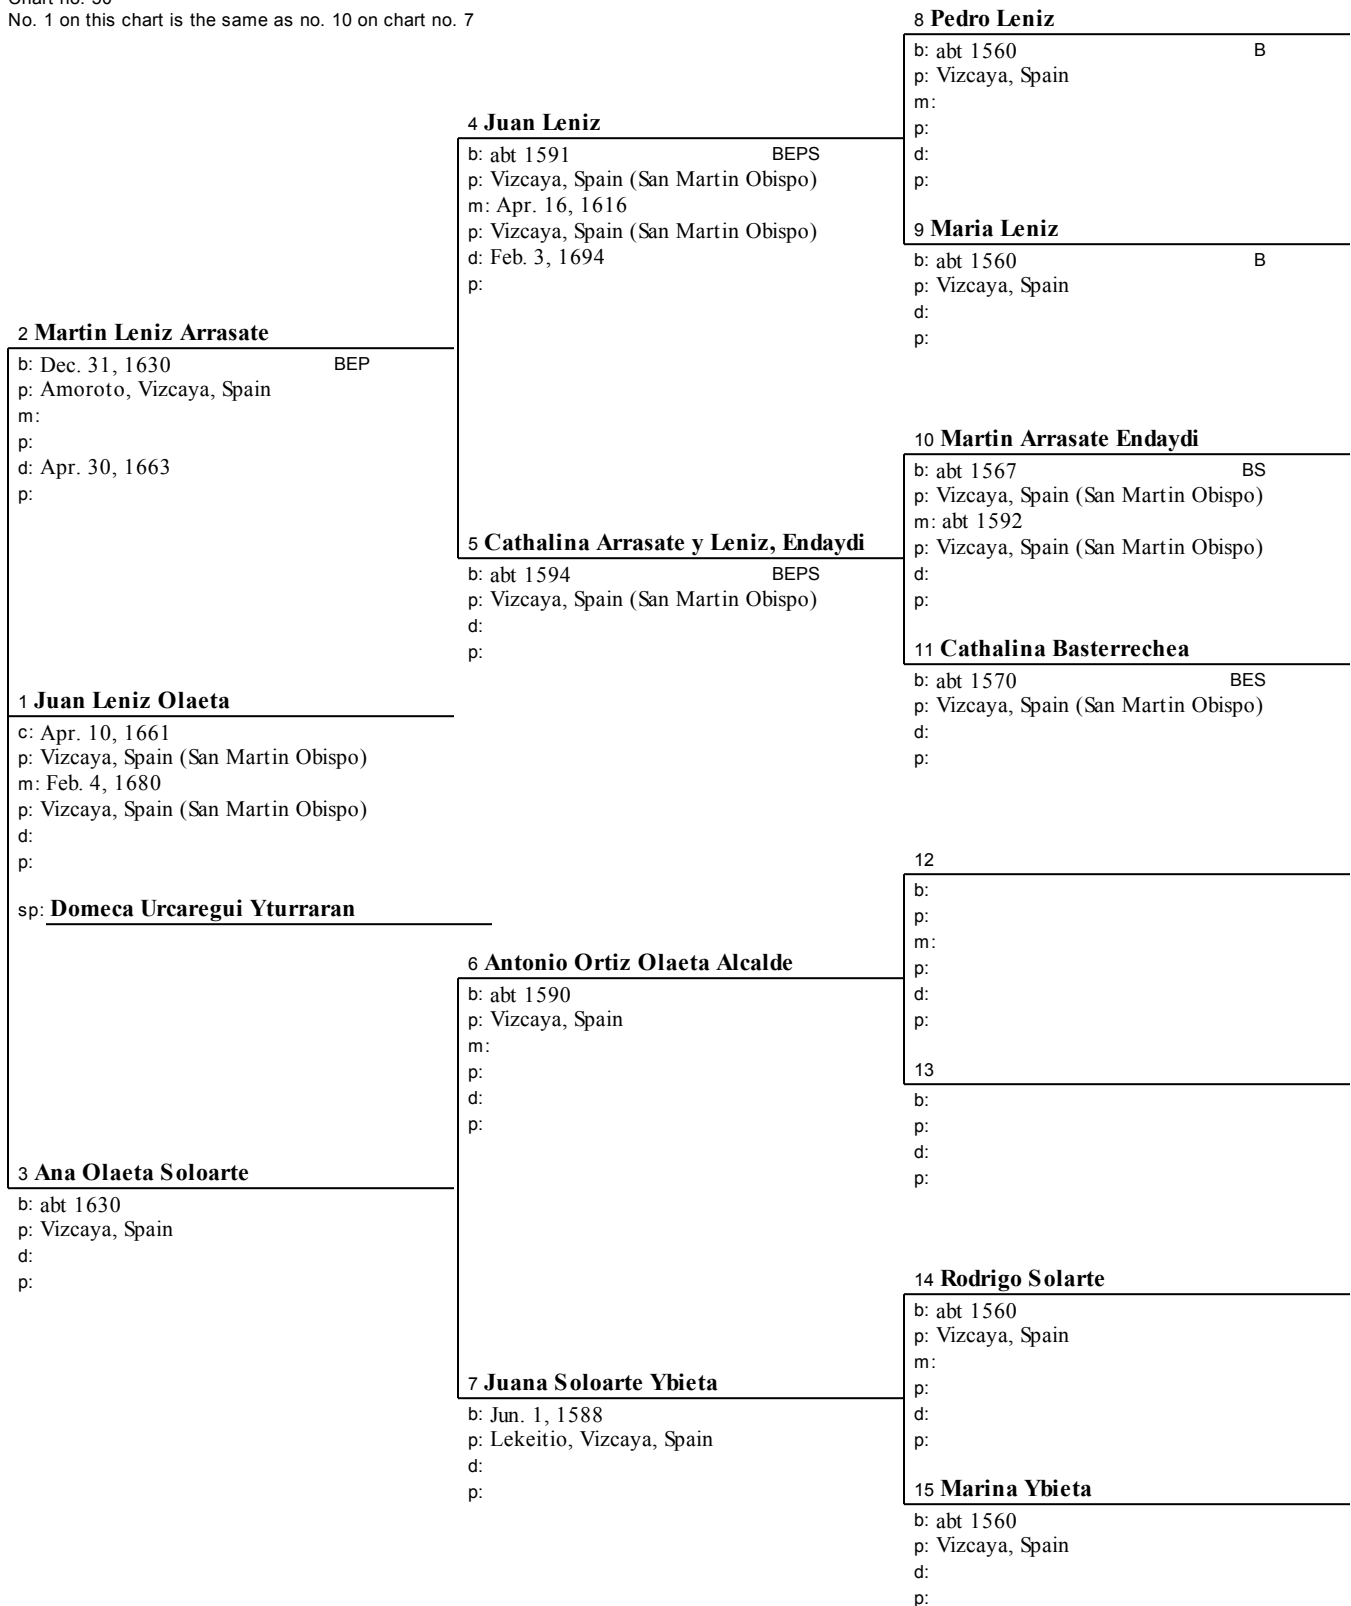 No. 1 on this chart is the same as no. 10 on chart no. 7
8 Pedro Leniz
b: abt 1560 B
p: Vizcaya, Spain
m:
p:
d:
p:
4 Juan Leniz
b: abt 1591 BEPS
p: Vizcaya, Spain (San Martin Obispo)
m: Apr. 16, 1616
p: Vizcaya, Spain (San Martin Obispo)
d: Feb. 3, 1694
p:
9 Maria Leniz
b: abt 1560 B
p: Vizcaya, Spain
d:
p:
2 Martin Leniz Arrasate
b: Dec. 31, 1630 BEP
p: Amoroto, Vizcaya, Spain
m:
p:
d: Apr. 30, 1663
p:
10 Martin Arrasate Endaydi
b: abt 1567 BS
p: Vizcaya, Spain (San Martin Obispo)
m: abt 1592
p: Vizcaya, Spain (San Martin Obispo)
d:
p:
5 Cathalina Arrasate y Leniz, Endaydi
b: abt 1594 BEPS
p: Vizcaya, Spain (San Martin Obispo)
d:
p:
11 Cathalina Basterrechea
b: abt 1570 BES
p: Vizcaya, Spain (San Martin Obispo)
d:
p:
1 Juan Leniz Olaeta
c: Apr. 10, 1661
p: Vizcaya, Spain (San Martin Obispo)
m: Feb. 4, 1680
p: Vizcaya, Spain (San Martin Obispo)
d:
p:
sp: Domeca Urcaregui Yturraran
12
b:
p:
m:
p:
d:
p:
6 Antonio Ortiz Olaeta Alcalde
b: abt 1590
p: Vizcaya, Spain
m:
p:
d:
p:
13
b:
p:
d:
p:
3 Ana Olaeta Soloarte
b: abt 1630
p: Vizcaya, Spain
d:
p:
14 Rodrigo Solarte
b: abt 1560
p: Vizcaya, Spain
m:
p:
d:
p:
7 Juana Soloarte Ybieta
b: Jun. 1, 1588
p: Lekeitio, Vizcaya, Spain
d:
p:
15 Marina Ybieta
b: abt 1560
p: Vizcaya, Spain
d:
p: